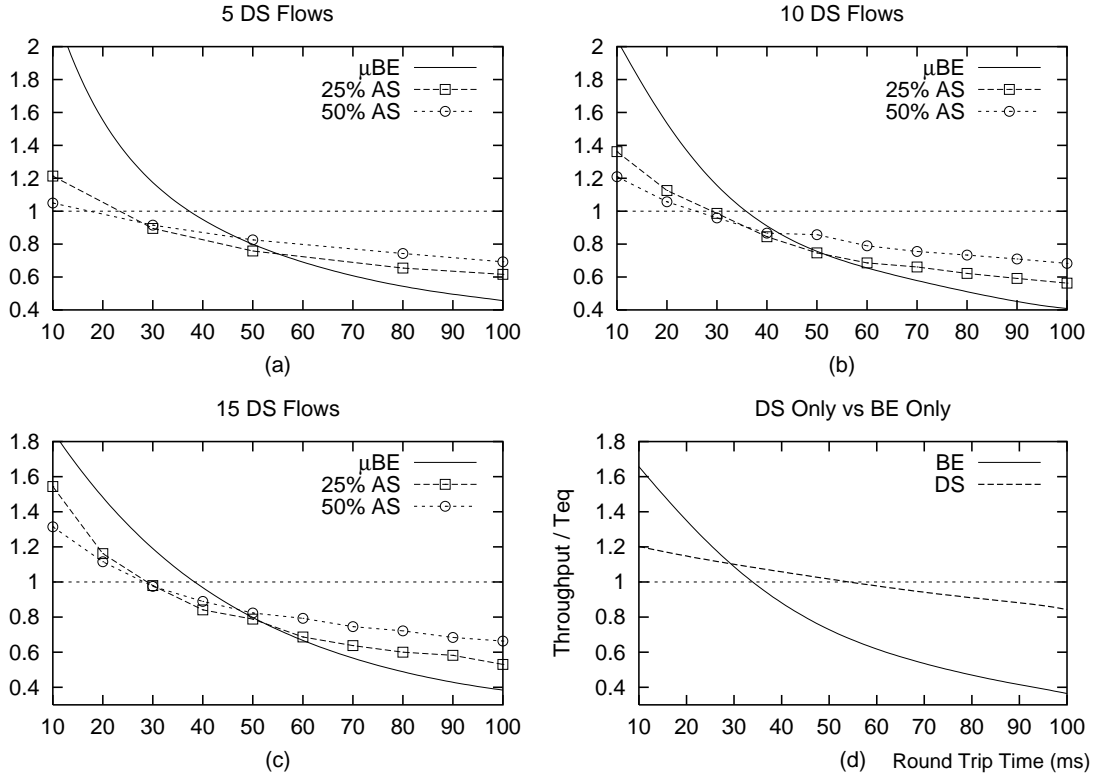 5 DS Flows
2
1.8
1.6
1.4
1.2
1
0.8
0.6
0.4
μBE
25% AS
50% AS
10 20 30 40 50 60 70 80 90 100
(a)
10 DS Flows
2
1.8
1.6
1.4
1.2
1
0.8
0.6
0.4
μBE
25% AS
50% AS
10 20 30 40 50 60 70 80 90 100
(b)
15 DS Flows
1.8
1.6
1.4
1.2
1
0.8
0.6
0.4
μBE
25% AS
50% AS
10 20 30 40 50 60 70 80 90 100
(c)
DS Only vs BE Only
Throughput / Teq
1.8
1.6
1.4
1.2
1
0.8
0.6
0.4
BE
DS
10 20 30 40 50 60 70 80 90 100
(d) Round Trip Time (ms)